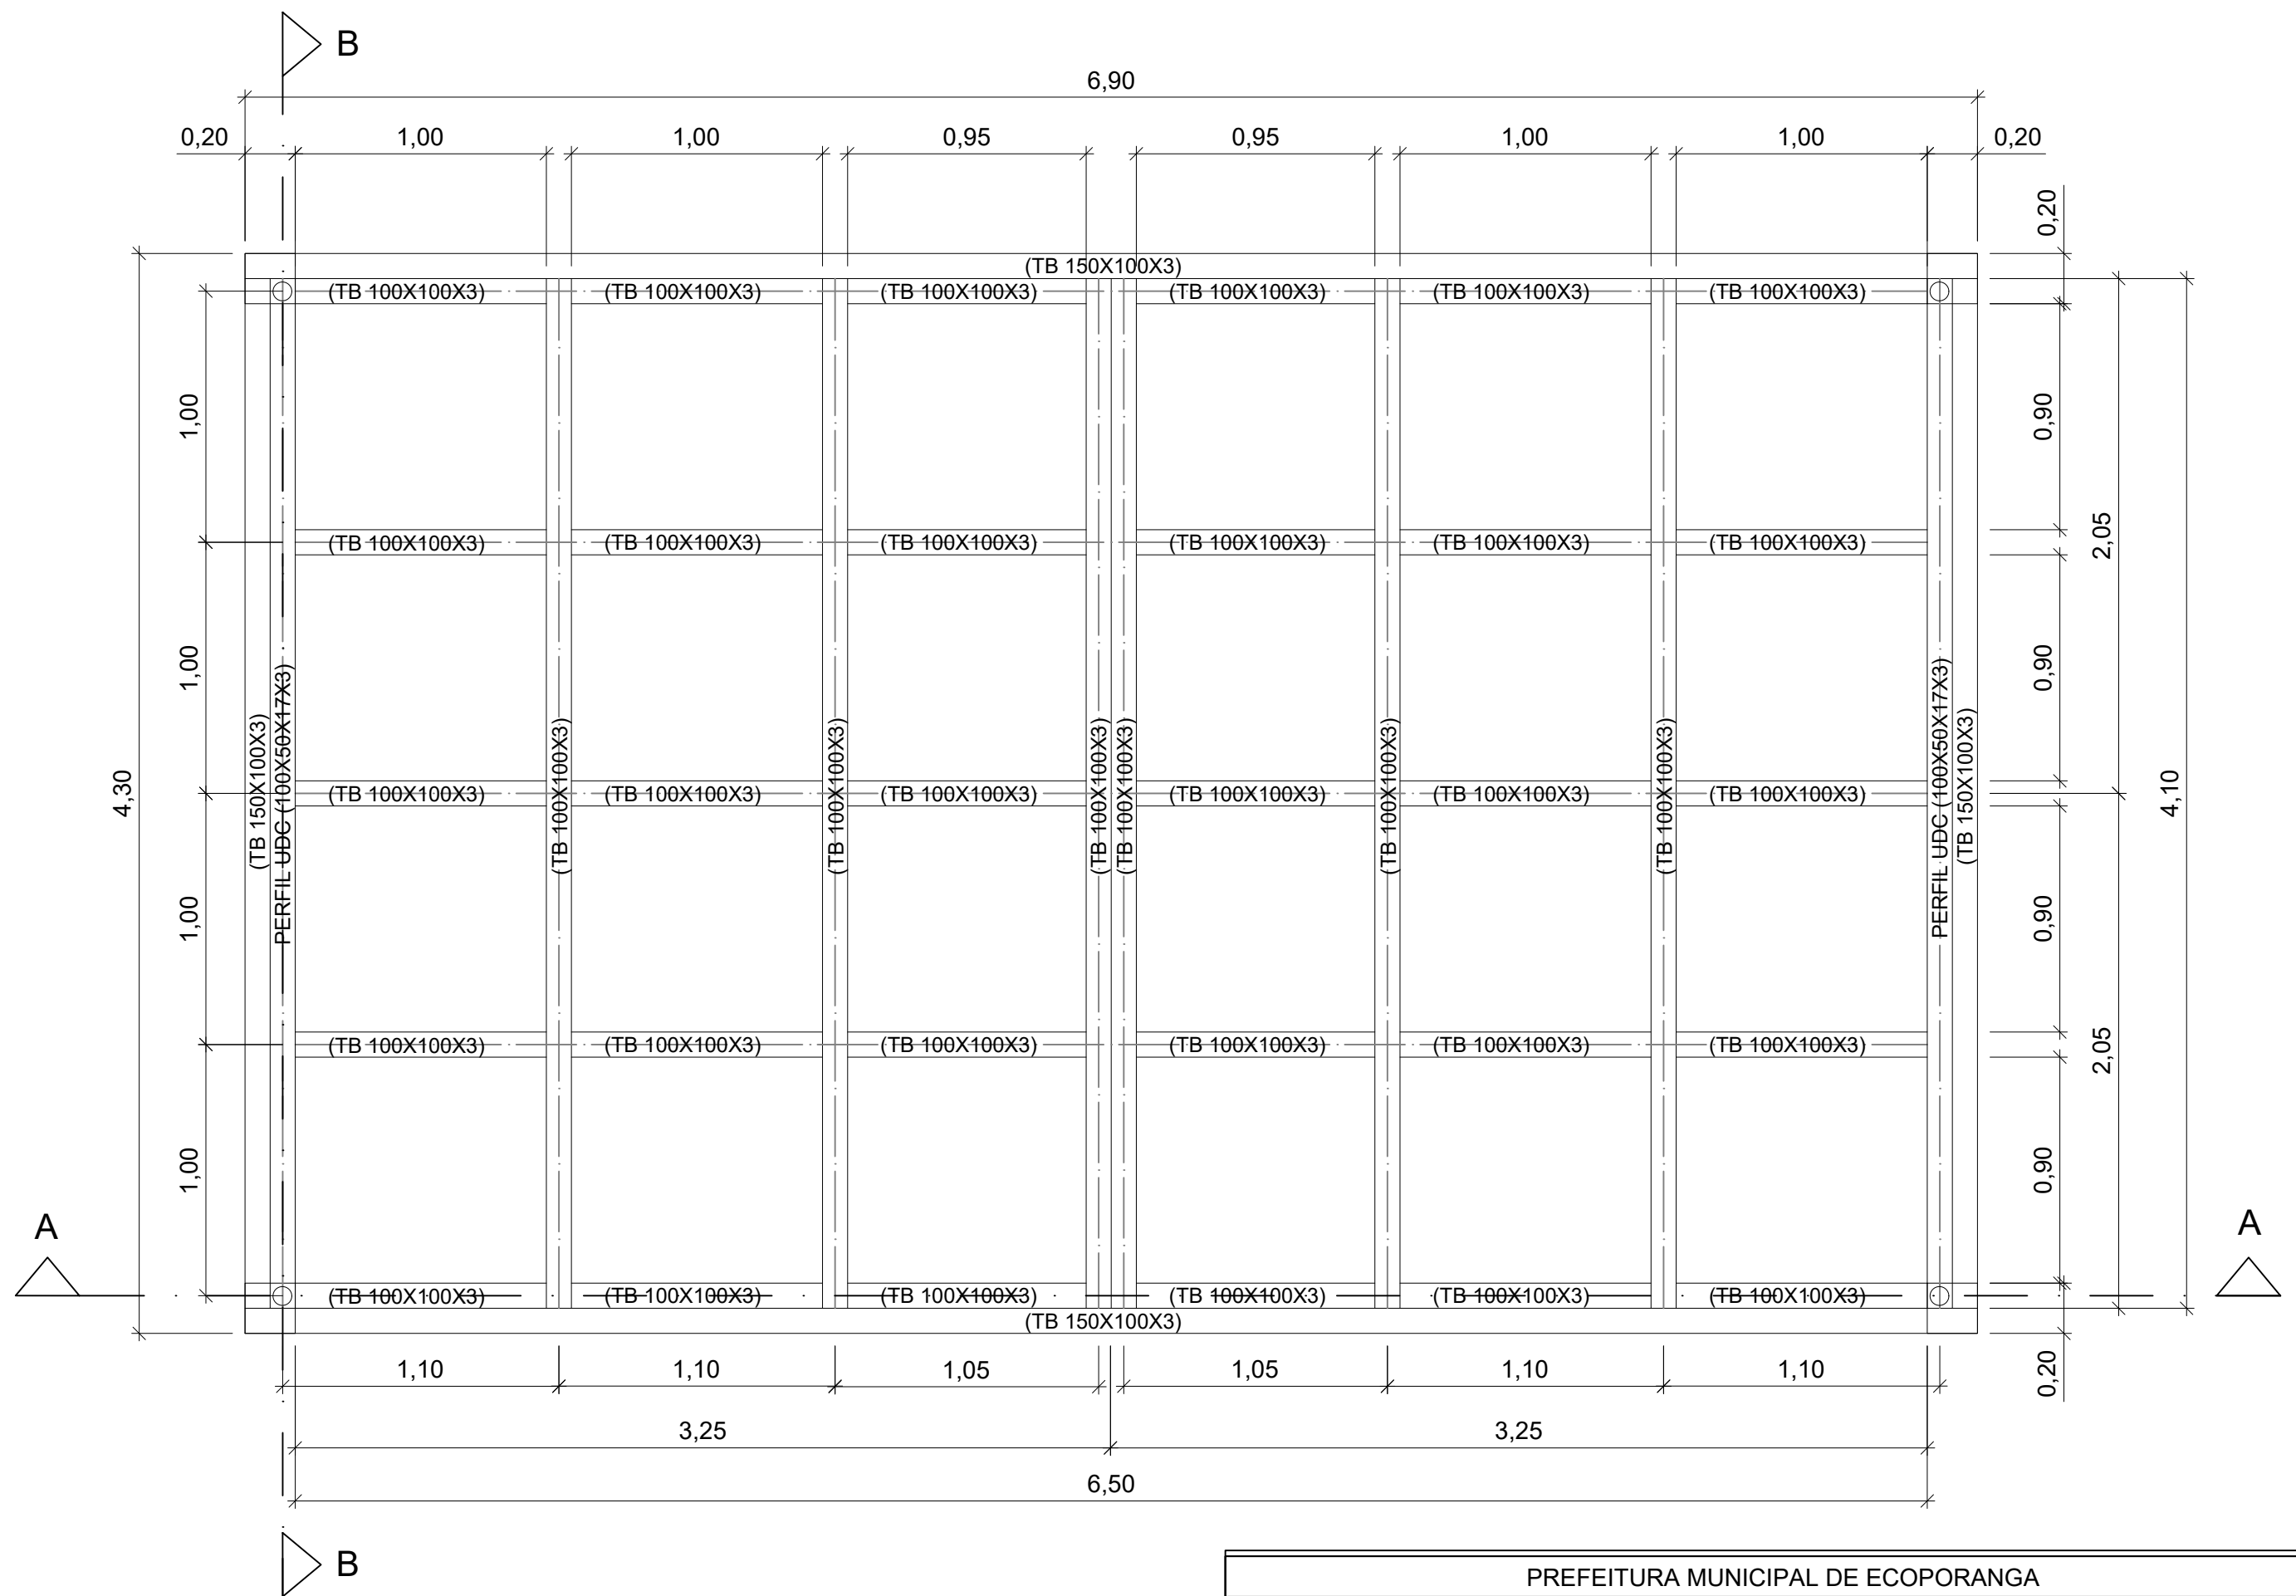 B
6,90
0,20 1,00 1,00 0,95 0,95 1,00 1,00 0,20
0,20
(TB 150X100X3)
(TB 100X100X3) (TB 100X100X3) (TB 100X100X3) (TB 100X100X3) (TB 100X100X3) (TB 100X100X3)
1,00
0,90
(TB 100X100X3) (TB 100X100X3) (TB 100X100X3) (TB 100X100X3) (TB 100X100X3) (TB 100X100X3)
2,05
1,00
0,90
4,30
(TB 150X100X3)
PERFIL UDC (100X50X17X3)
(TB 100X100X3)
(TB 100X100X3)
(TB 100X100X3)
(TB 100X100X3)
(TB 100X100X3)
(TB 100X100X3)
PERFIL UDC (100X50X17X3)
(TB 150X100X3)
4,10
(TB 100X100X3) (TB 100X100X3) (TB 100X100X3) (TB 100X100X3) (TB 100X100X3) (TB 100X100X3)
1,00
0,90
(TB 100X100X3) (TB 100X100X3) (TB 100X100X3) (TB 100X100X3) (TB 100X100X3) (TB 100X100X3)
2,05
1,00
0,90
A A
(TB 100X100X3) (TB 100X100X3) (TB 100X100X3) (TB 100X100X3) (TB 100X100X3) (TB 100X100X3)
(TB 150X100X3)
1,10 1,10 1,05 1,05 1,10 1,10
0,20
3,25 3,25
6,50
B
PREFEITURA MUNICIPAL DE ECOPORANGA